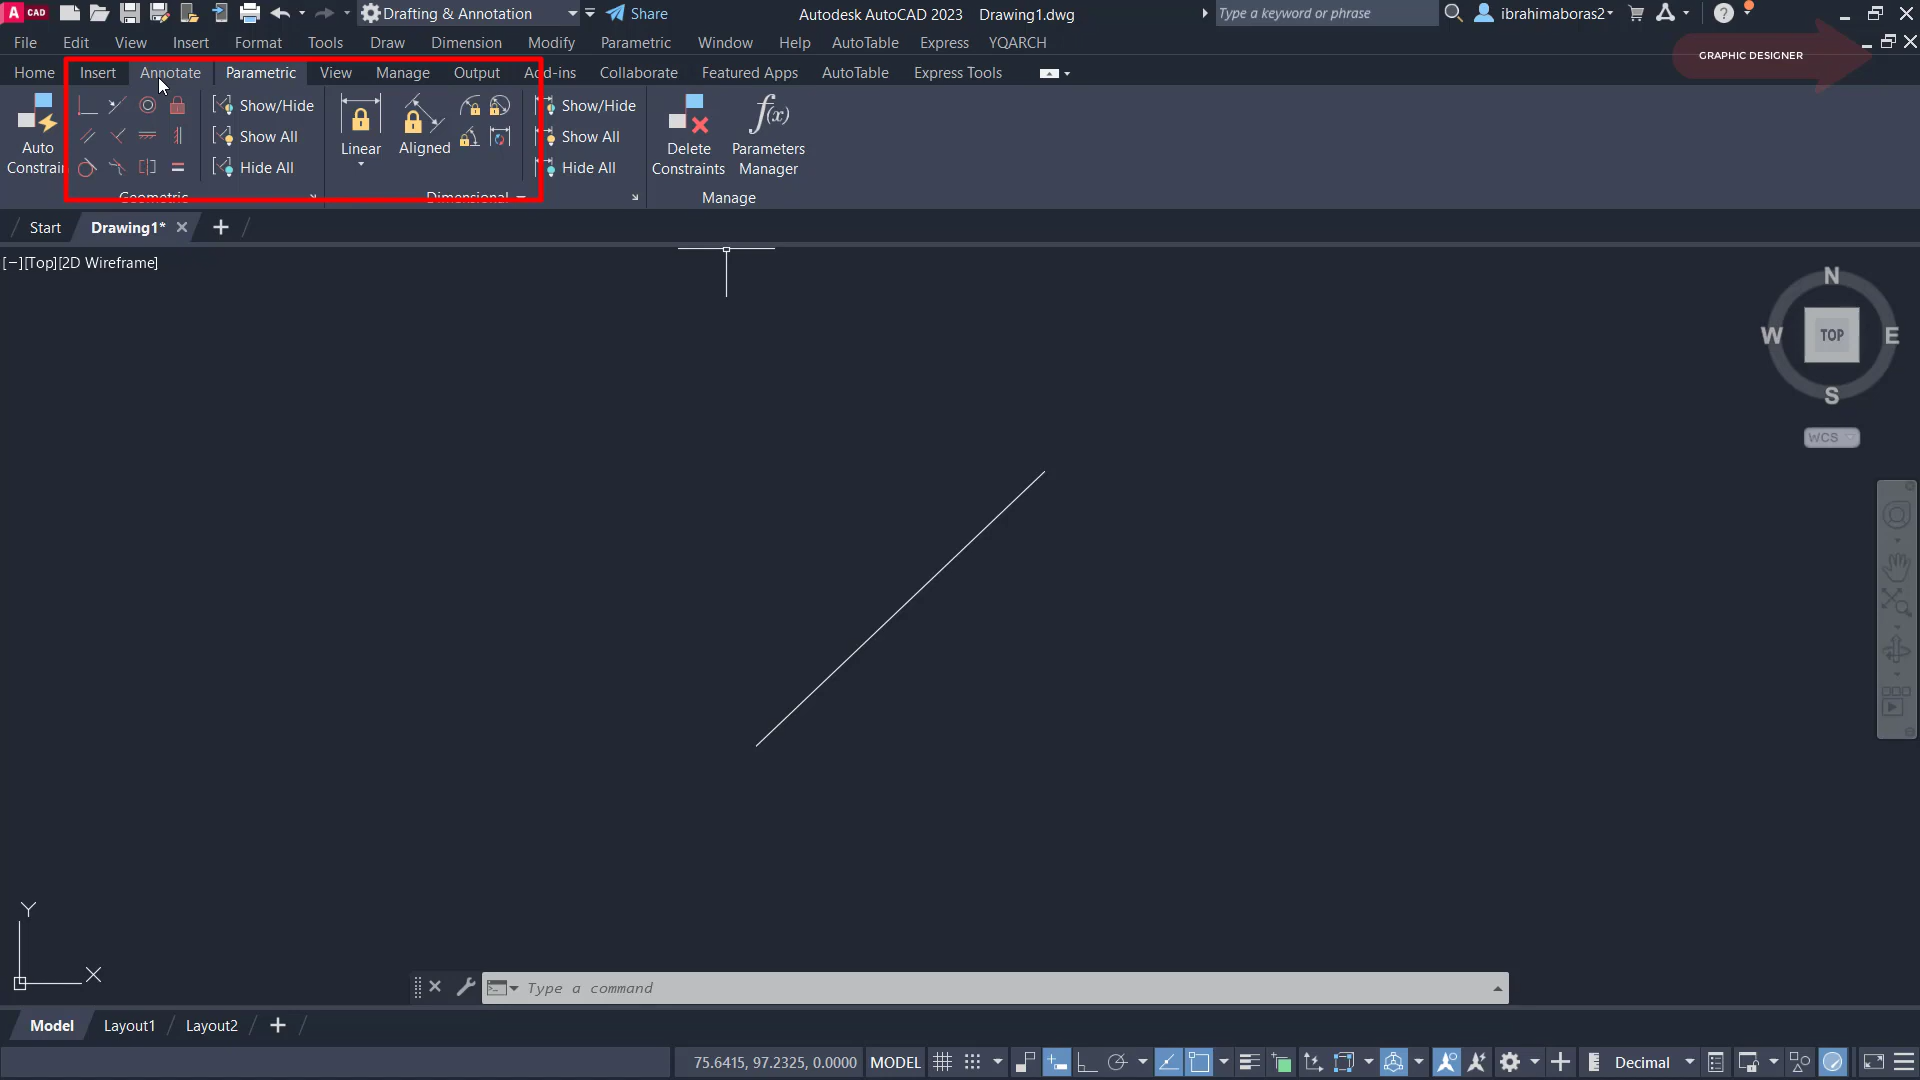 A CAD Drafting & Annotation Share Autodesk AutoCAD 2023 Drawing1.dwg Type a keyword or phrase ibrahimaboras2
File Edit View Insert Format Tools Draw Dimension Modify Parametric Window Help AutoTable Express YQARCH
GRAPHIC DESIGNER
Home Insert Annotate Parametric View Manage Output Add-ins Collaborate Featured Apps AutoTable Express Tools
Auto
Constrain
Show/Hide
Show All
Hide All
Geometric
Linear
Aligned
Dimensional
Show/Hide
Show All
Hide All
Delete
Constraints
f(x)
Parameters
Manager
Manage
Start Drawing1* +
[−][Top][2D Wireframe]
N
W TOP E
S
WCS
Y
X
Type a command
Model Layout1 Layout2 +
75.6415, 97.2325, 0.0000 MODEL Decimal